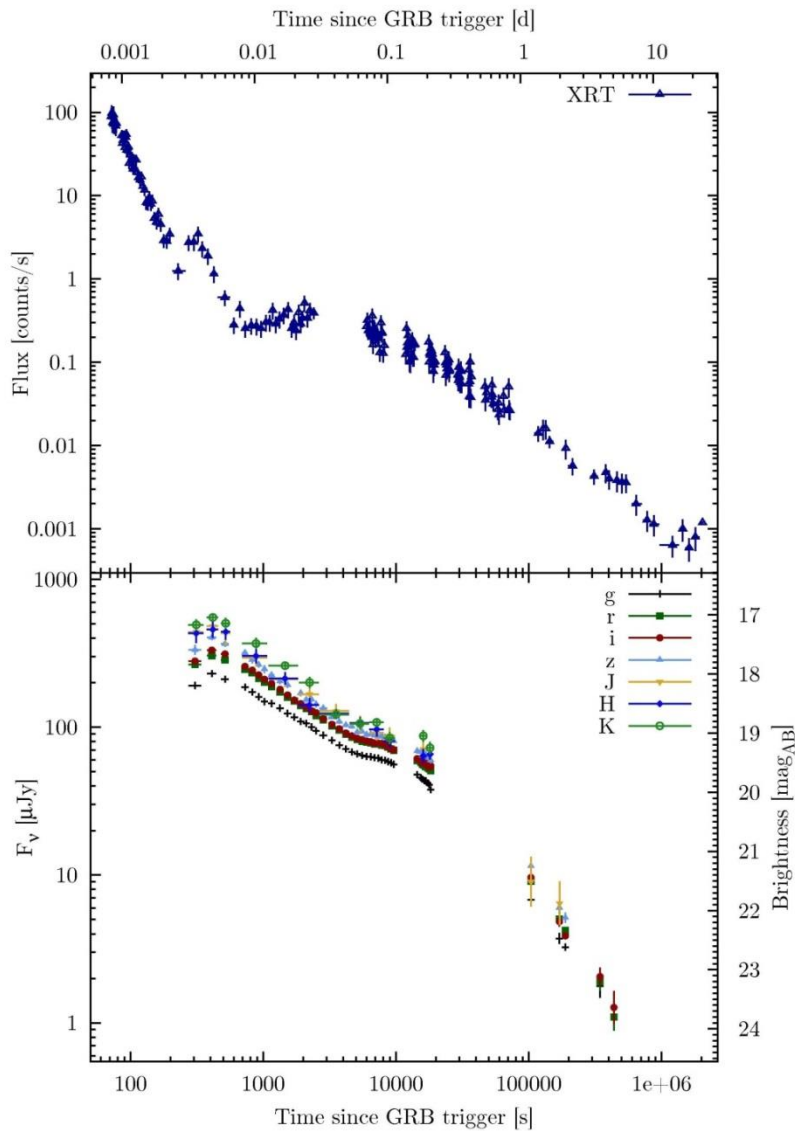 Time since GRB trigger [d]
0.001 0.01 0.1 1 10
XRT
100
10
1
0.1
0.01
0.001
Flux [counts/s]
1000
100
10
1
Fν [μJy]
g
r
i
z
J
H
K
17
18
19
20
21
22
23
24
Brightness [magAB]
100 1000 10000 100000 1e+06
Time since GRB trigger [s]